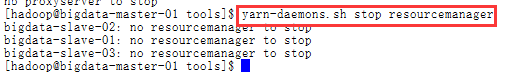 no proxyserver to stop
[hadoop@bigdata-master-01 tools]$ yarn-daemons.sh stop resourcemanager
bigdata-slave-02: no resourcemanager to stop
bigdata-slave-01: no resourcemanager to stop
bigdata-slave-03: no resourcemanager to stop
[hadoop@bigdata-master-01 tools]$